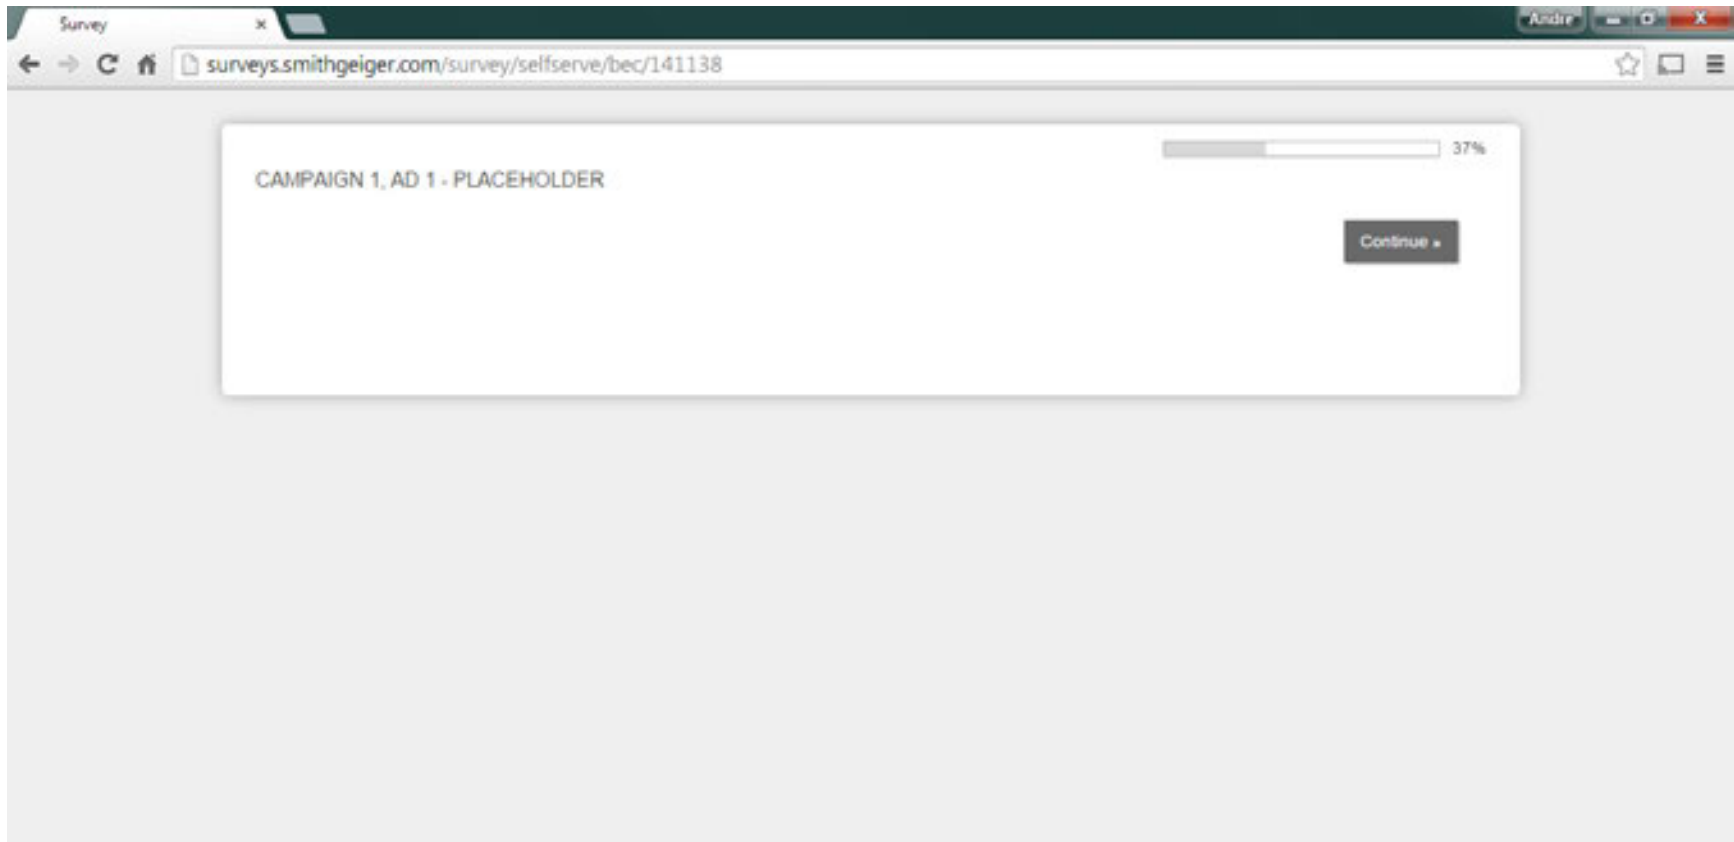 Survey
Andre
surveys.smithgeiger.com/survey/selfserve/bec/141138
37%
CAMPAIGN 1, AD 1 - PLACEHOLDER
Continue »